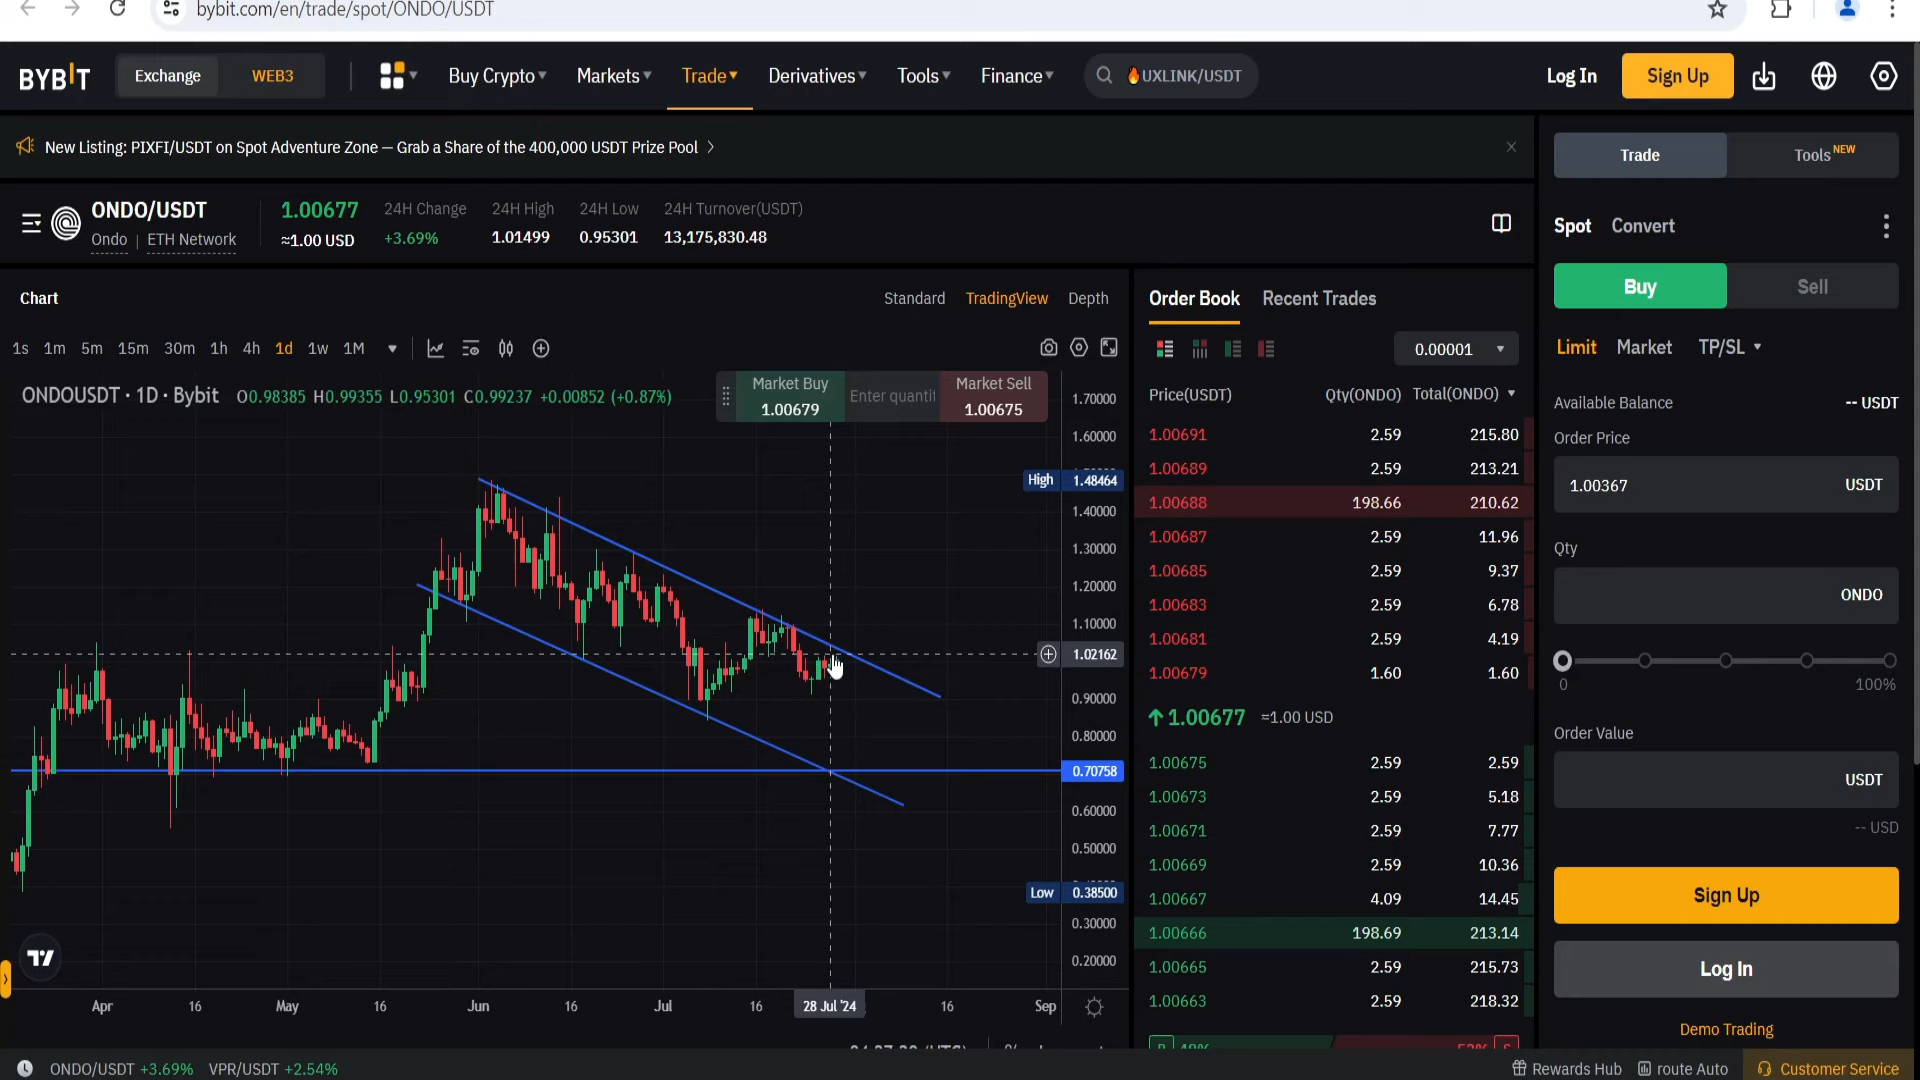 bybit.com/en/trade/spot/ONDO/USDT
BYBIT Exchange WEB3 Buy Crypto Markets Trade Derivatives Tools Finance UXLINK/USDT Log In Sign Up
New Listing: PIXFI/USDT on Spot Adventure Zone — Grab a Share of the 400,000 USDT Prize Pool
Trade Tools NEW
ONDO/USDT 1.00677 24H Change 24H High 24H Low 24H Turnover(USDT)
Ondo | ETH Network ≈1.00 USD +3.69% 1.01499 0.95301 13,175,830.48
Spot Convert
Buy Sell
Chart Standard TradingView Depth
1s 1m 5m 15m 30m 1h 4h 1d 1w 1M
ONDOUSDT · 1D · Bybit O0.98385 H0.99355 L0.95301 C0.99237 +0.00852 (+0.87%)
Market Buy 1.00679 Enter quantit Market Sell 1.00675
1.70000
1.60000
High 1.48464
1.40000
1.30000
1.20000
1.10000
1.02162
0.90000
0.80000
0.70758
0.60000
0.50000
Low 0.38500
0.30000
0.20000
Apr 16 May 16 Jun 16 Jul 16 28 Jul '24 16 Sep
Order Book Recent Trades
0.00001
Price(USDT) Qty(ONDO) Total(ONDO)
1.00691 2.59 215.80
1.00689 2.59 213.21
1.00688 198.66 210.62
1.00687 2.59 11.96
1.00685 2.59 9.37
1.00683 2.59 6.78
1.00681 2.59 4.19
1.00679 1.60 1.60
1.00677 ≈1.00 USD
1.00675 2.59 2.59
1.00673 2.59 5.18
1.00671 2.59 7.77
1.00669 2.59 10.36
1.00667 4.09 14.45
1.00666 198.69 213.14
1.00665 2.59 215.73
1.00663 2.59 218.32
Limit Market TP/SL
Available Balance -- USDT
Order Price
1.00367 USDT
Qty
ONDO
0 100%
Order Value
USDT
-- USD
Sign Up
Log In
Demo Trading
ONDO/USDT +3.69% VPR/USDT +2.54% Rewards Hub route Auto Customer Service